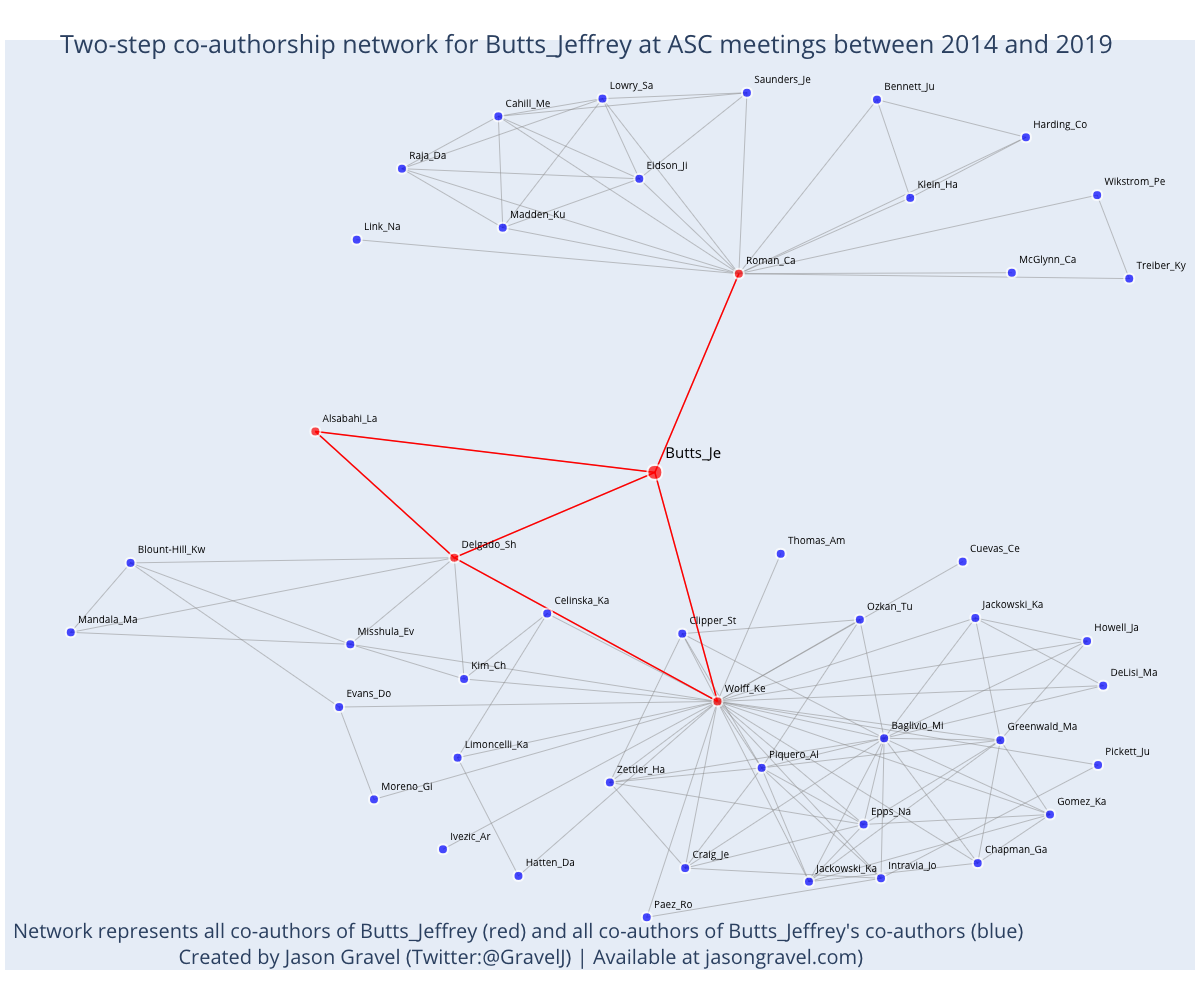 Two-step co-authorship network for Butts_Jeffrey at ASC meetings between 2014 and 2019
Saunders_Je
Lowry_Sa
Bennett_Ju
Cahill_Me
Harding_Co
Raja_Da
Eidson_Ji
Wikstrom_Pe
Klein_Ha
Madden_Ku
Link_Na
Roman_Ca
McGlynn_Ca
Treiber_Ky
Alsabahi_La
Butts_Je
Thomas_Am
Delgado_Sh
Cuevas_Ce
Blount-Hill_Kw
Celinska_Ka
Jackowski_Ka
Ozkan_Tu
Mandala_Ma
Clipper_St
Howell_Ja
Misshula_Ev
Kim_Ch
DeLisi_Ma
Wolff_Ke
Evans_Do
Baglivio_Mi
Greenwald_Ma
Limoncelli_Ka
Pickett_Ju
Piquero_Al
Zettler_Ha
Moreno_Gi
Gomez_Ka
Epps_Na
Ivezic_Ar
Chapman_Ga
Craig_Je
Hatten_Da
Jackowski_Ka
Intravia_Jo
Paez_Ro
Network represents all co-authors of Butts_Jeffrey (red) and all co-authors of Butts_Jeffrey's co-authors (blue)
Created by Jason Gravel (Twitter:@GravelJ) | Available at jasongravel.com)